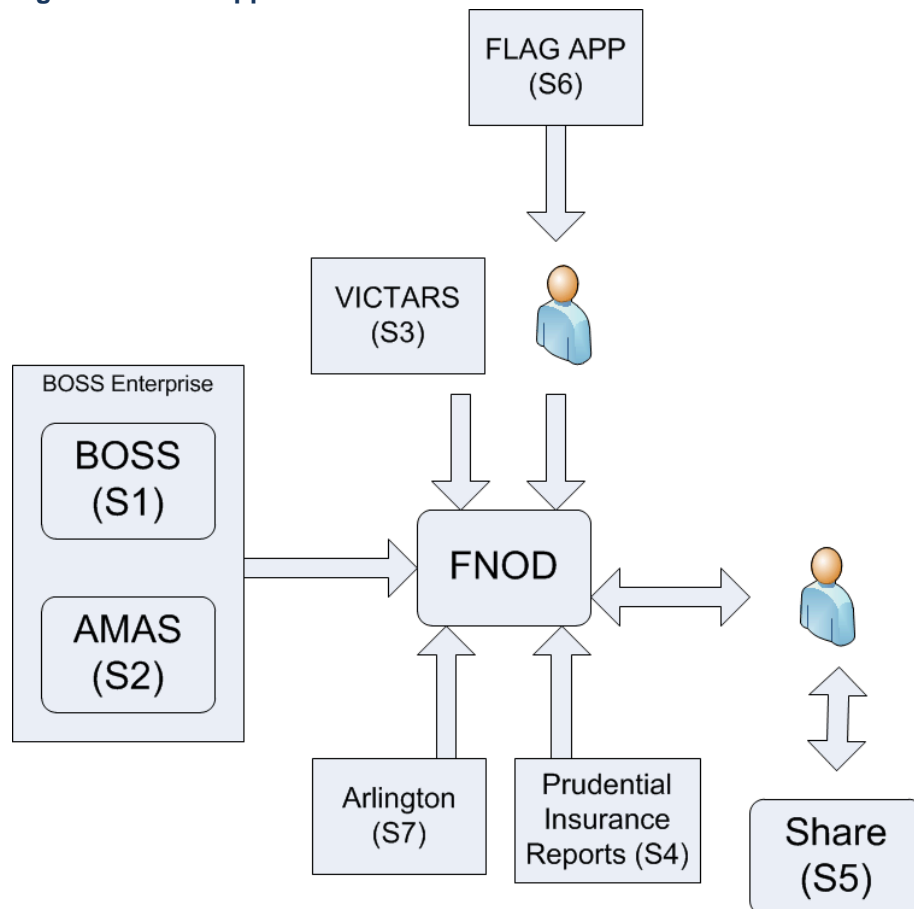 FLAG APP
(S6)
VICTARS
(S3)
BOSS Enterprise
BOSS
(S1)
FNOD
AMAS
(S2)
Arlington
(S7)
Prudential
Insurance
Reports (S4)
Share
(S5)